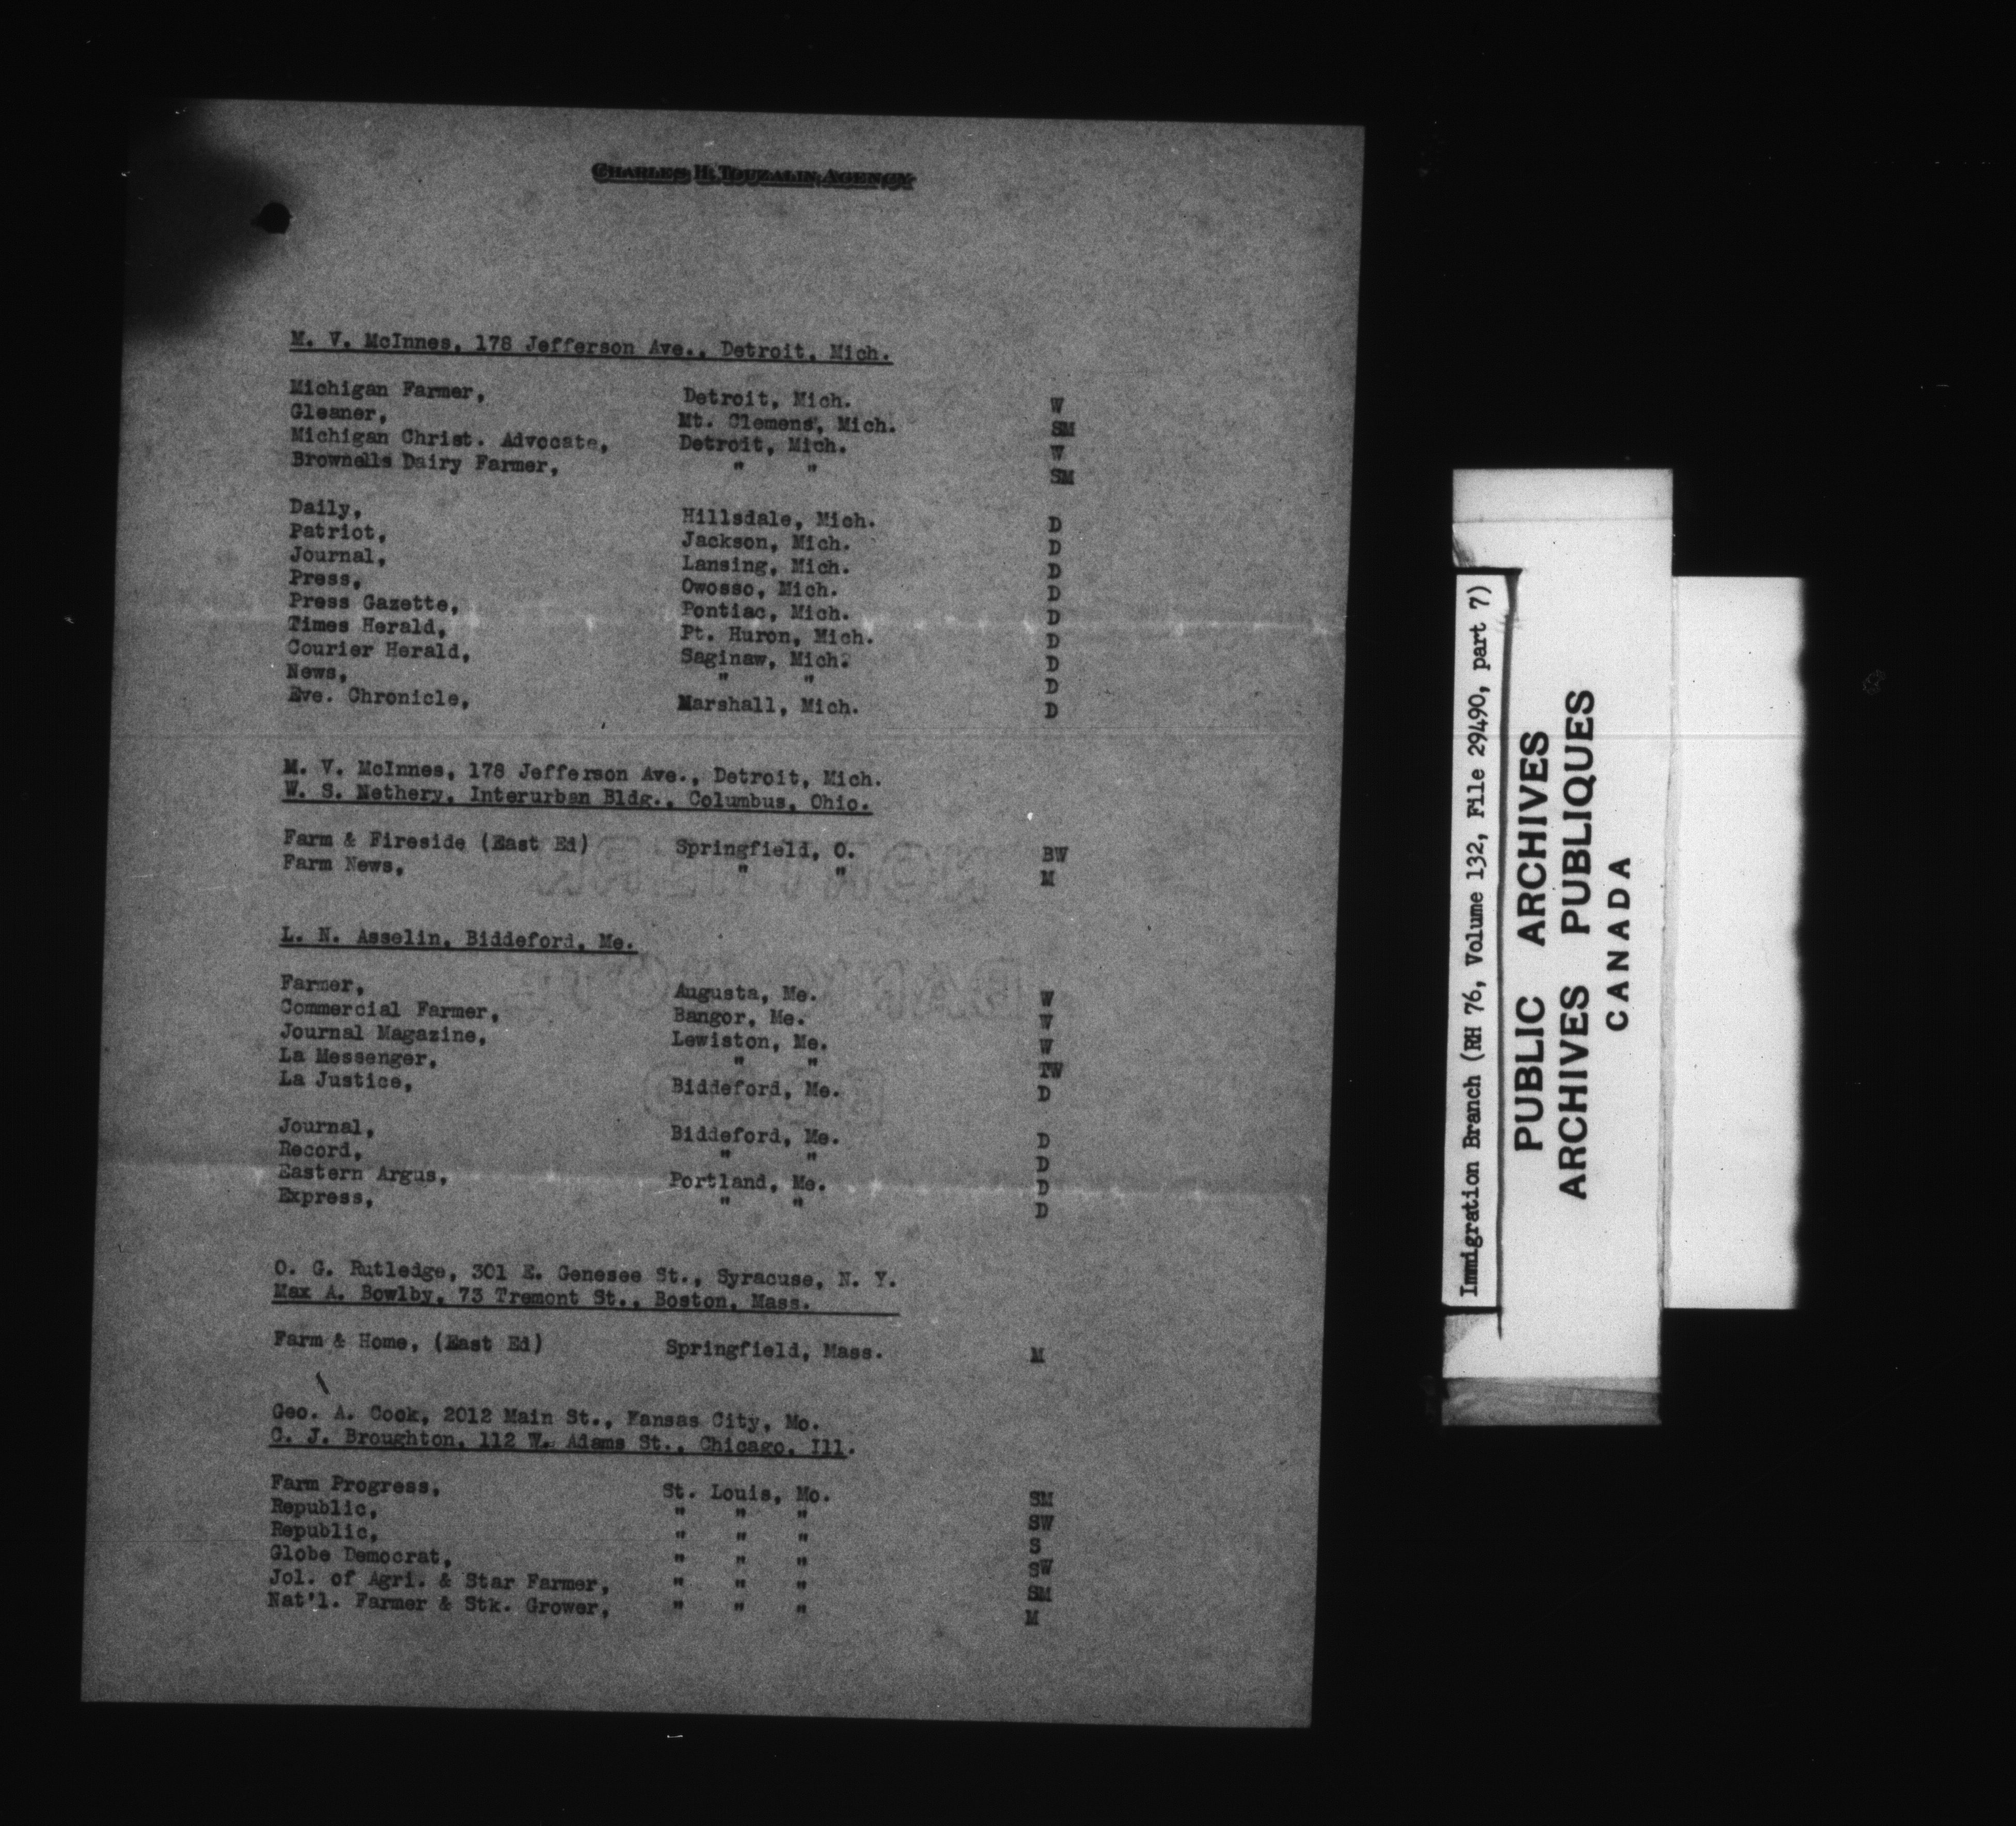 CHARLES H. TOUZALIN AGENCY
M. V. McInnes, 178 Jefferson Ave., Detroit, Mich.
Michigan Farmer, Detroit, Mich. W
Gleaner, Mt. Clemens, Mich. SM
Michigan Christ. Advocate, Detroit, Mich. W
Brownells Dairy Farmer, " " SM
Daily, Hillsdale, Mich. D
Patriot, Jackson, Mich. D
Journal, Lansing, Mich. D
Press, Owosso, Mich. D
Press Gazette, Pontiac, Mich. D
Times Herald, Pt. Huron, Mich. D
Courier Herald, Saginaw, Mich. D
News, " " D
Eve. Chronicle, Marshall, Mich. D
M. V. McInnes, 178 Jefferson Ave., Detroit, Mich.
W. S. Nethery, Interurban Bldg., Columbus, Ohio.
Farm & Fireside (East Ed) Springfield, O. BW
Farm News, " " M
L. N. Asselin, Biddeford, Me.
Farmer, Augusta, Me. W
Commercial Farmer, Bangor, Me. W
Journal Magazine, Lewiston, Me. W
La Messenger, " " TW
La Justice, Biddeford, Me. D
Journal, Biddeford, Me. D
Record, " " D
Eastern Argus, Portland, Me. D
Express, " " D
O. G. Rutledge, 301 E. Genesee St., Syracuse, N. Y.
Max A. Bowlby, 73 Tremont St., Boston, Mass.
Farm & Home, (East Ed) Springfield, Mass. M
Geo. A. Cook, 2012 Main St., Kansas City, Mo.
C. J. Broughton, 112 W. Adams St., Chicago, Ill.
Farm Progress, St. Louis, Mo. SM
Republic, " " " SW
Republic, " " " S
Globe Democrat, " " " SW
Jol. of Agri. & Star Farmer, " " " SM
Nat'l. Farmer & Stk. Grower, " " " M
Immigration Branch (RH 76, Volume 132, File 29490, part 7)
PUBLIC ARCHIVES
ARCHIVES PUBLIQUES
CANADA